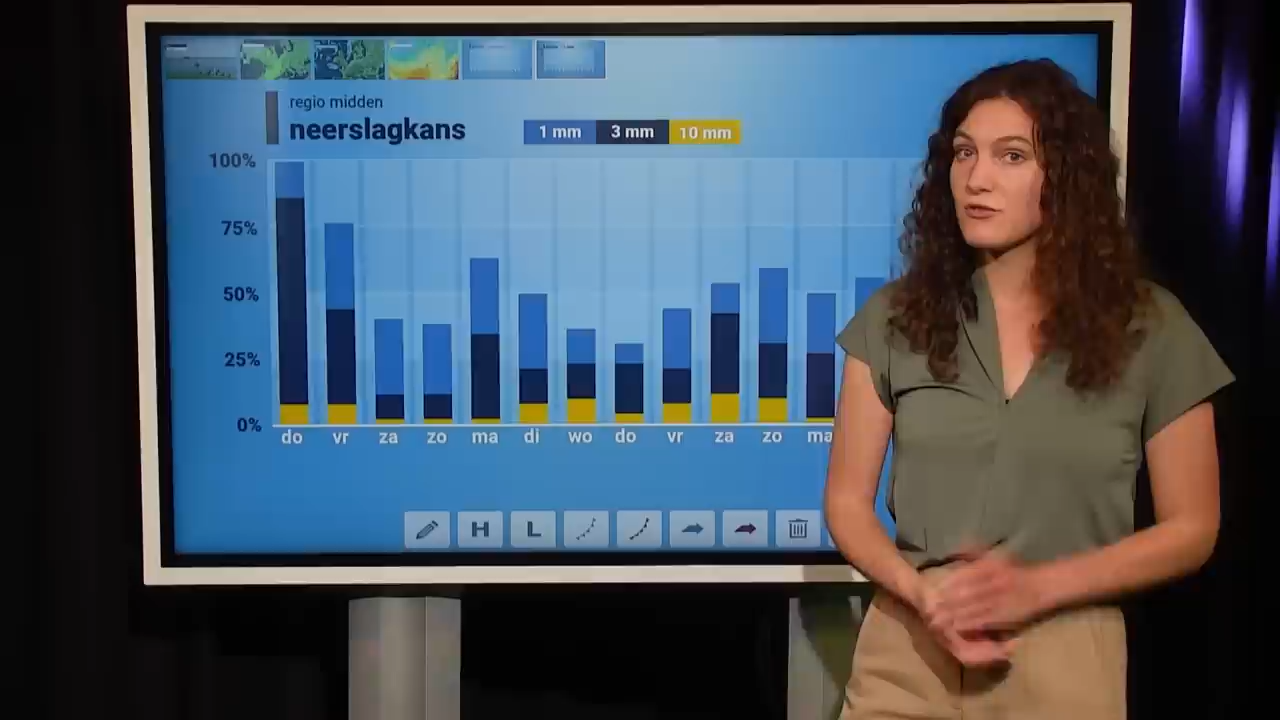 regio midden
neerslagkans
1 mm 3 mm 10 mm
100%
75%
50%
25%
0%
do vr za zo ma di wo do vr za zo ma
H L